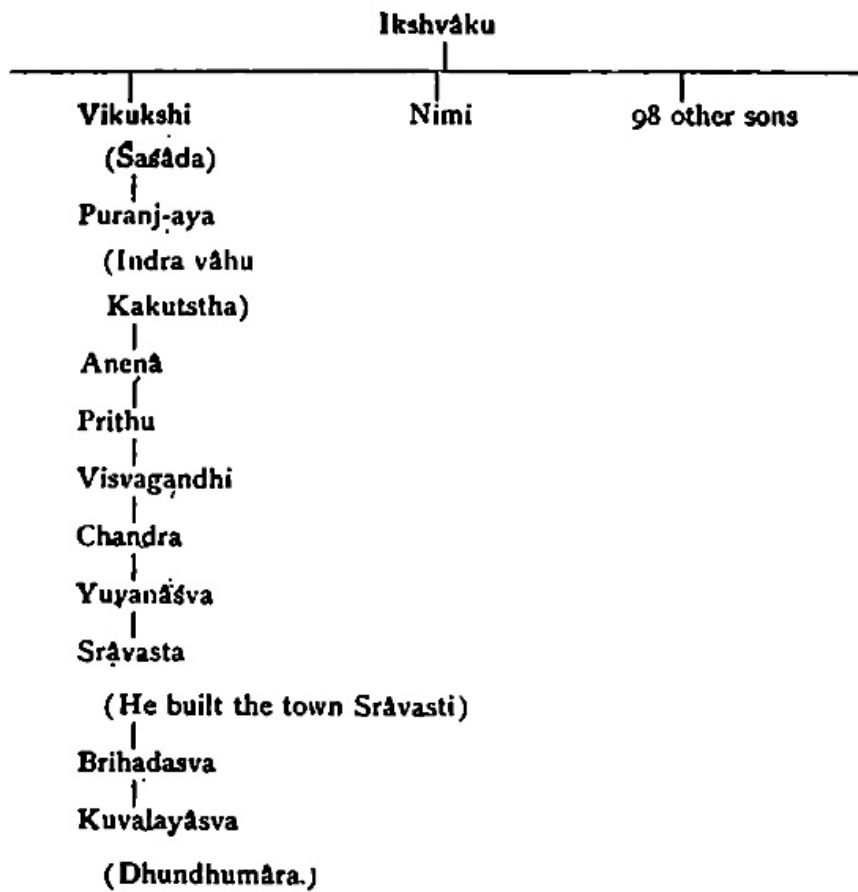 Ikshvâku
Vikukshi Nimi 98 other sons
(Śaśâda)
Puranj-aya
(Indra vâhu
Kakutstha)
Anenâ
Prithu
Visvagandhi
Chandra
Yuvanâśva
Srâvasta
(He built the town Srâvasti)
Brihadasva
Kuvalayâsva
(Dhundhumâra.)